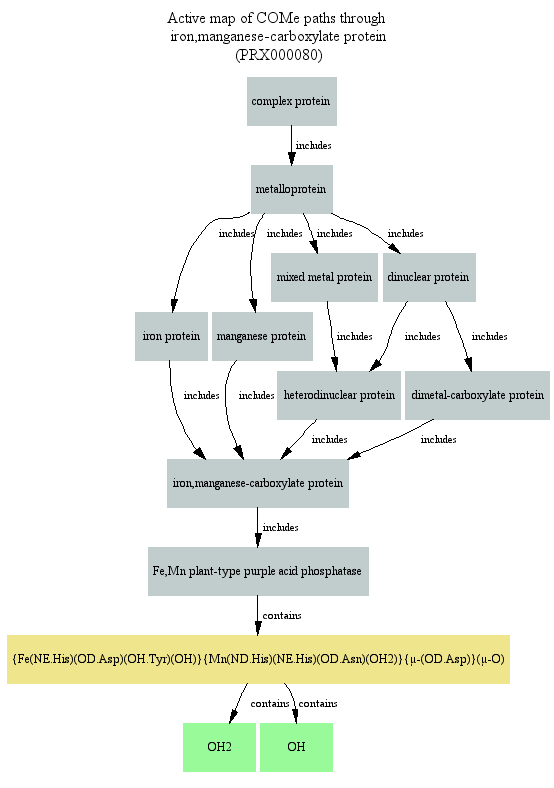 Active map of COMe paths through
iron,manganese-carboxylate protein
(PRX000080)
complex protein
includes
metalloprotein
includes
includes
includes
includes
mixed metal protein
dinuclear protein
iron protein
manganese protein
includes
includes
includes
includes
includes
heterodinuclear protein
dimetal-carboxylate protein
includes
includes
iron,manganese-carboxylate protein
includes
Fe,Mn plant-type purple acid phosphatase
contains
{Fe(NE.His)(OD.Asp)(OH.Tyr)(OH)}{Mn(ND.His)(NE.His)(OD.Asn)(OH2)}{μ-(OD.Asp)}(μ-O)
contains
contains
OH2
OH